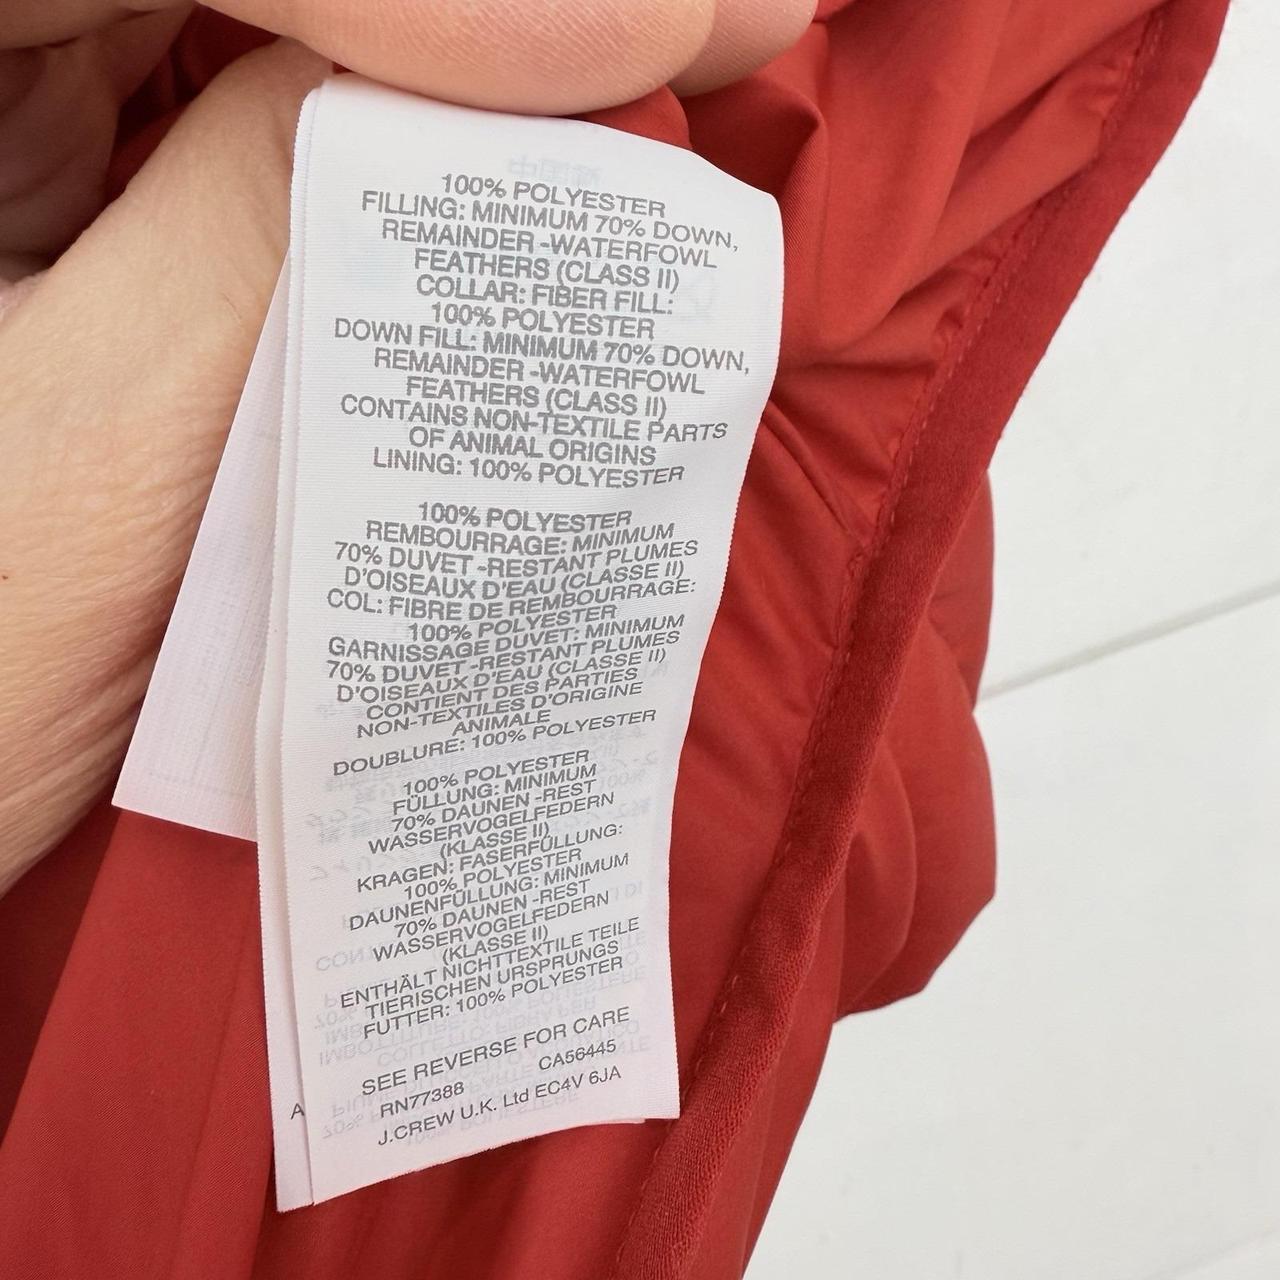 100% POLYESTER
FILLING: MINIMUM 70% DOWN,
REMAINDER -WATERFOWL
FEATHERS (CLASS II)
COLLAR: FIBER FILL:
100% POLYESTER
DOWN FILL: MINIMUM 70% DOWN,
REMAINDER -WATERFOWL
FEATHERS (CLASS II)
CONTAINS NON-TEXTILE PARTS
OF ANIMAL ORIGINS
LINING: 100% POLYESTER
100% POLYESTER
REMBOURRAGE: MINIMUM
70% DUVET -RESTANT PLUMES
D'OISEAUX D'EAU (CLASSE II)
COL: FIBRE DE REMBOURRAGE:
100% POLYESTER
GARNISSAGE DUVET: MINIMUM
70% DUVET -RESTANT PLUMES
D'OISEAUX D'EAU (CLASSE II)
CONTIENT DES PARTIES
NON-TEXTILES D'ORIGINE
ANIMALE
DOUBLURE: 100% POLYESTER
100% POLYESTER
FÜLLUNG: MINIMUM
70% DAUNEN -REST
WASSERVOGELFEDERN
(KLASSE II)
KRAGEN: FASERFÜLLUNG:
100% POLYESTER
DAUNENFÜLLUNG: MINIMUM
70% DAUNEN -REST
WASSERVOGELFEDERN
(KLASSE II)
ENTHÄLT NICHTTEXTILE TEILE
TIERISCHEN URSPRUNGS
FUTTER: 100% POLYESTER
SEE REVERSE FOR CARE
RN77388 CA56445
J.CREW U.K. Ltd EC4V 6JA
A